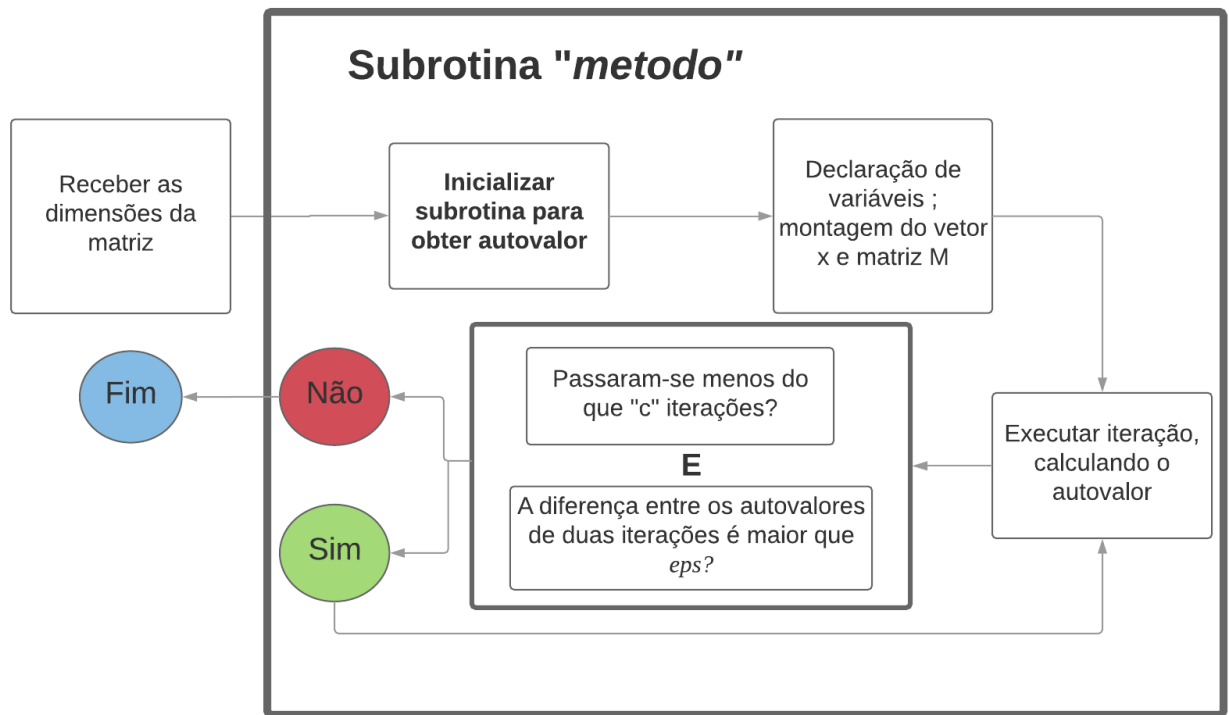 Subrotina "metodo"
Receber as
dimensões da
matriz
Inicializar
subrotina para
obter autovalor
Declaração de
variáveis ;
montagem do vetor
x e matriz M
Executar iteração,
calculando o
autovalor
Passaram-se menos do
que "c" iterações?
E
A diferença entre os autovalores
de duas iterações é maior que
eps?
Não
Fim
Sim